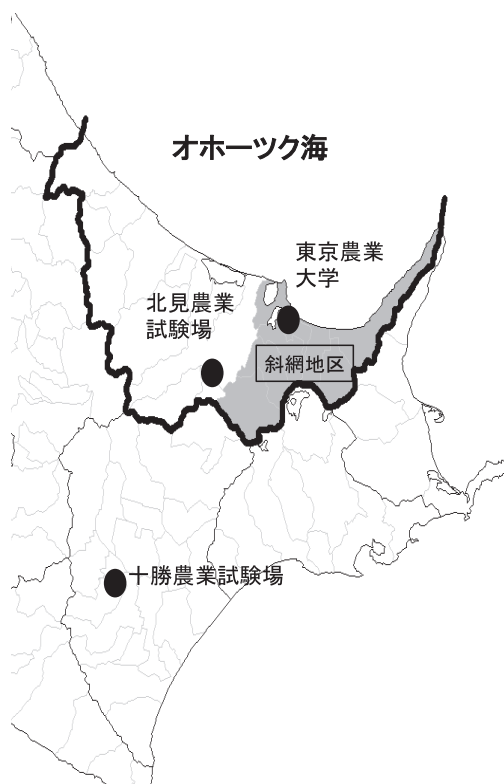 オホーツク海
東京農業
大学
北見農業
試験場
斜網地区
十勝農業試験場